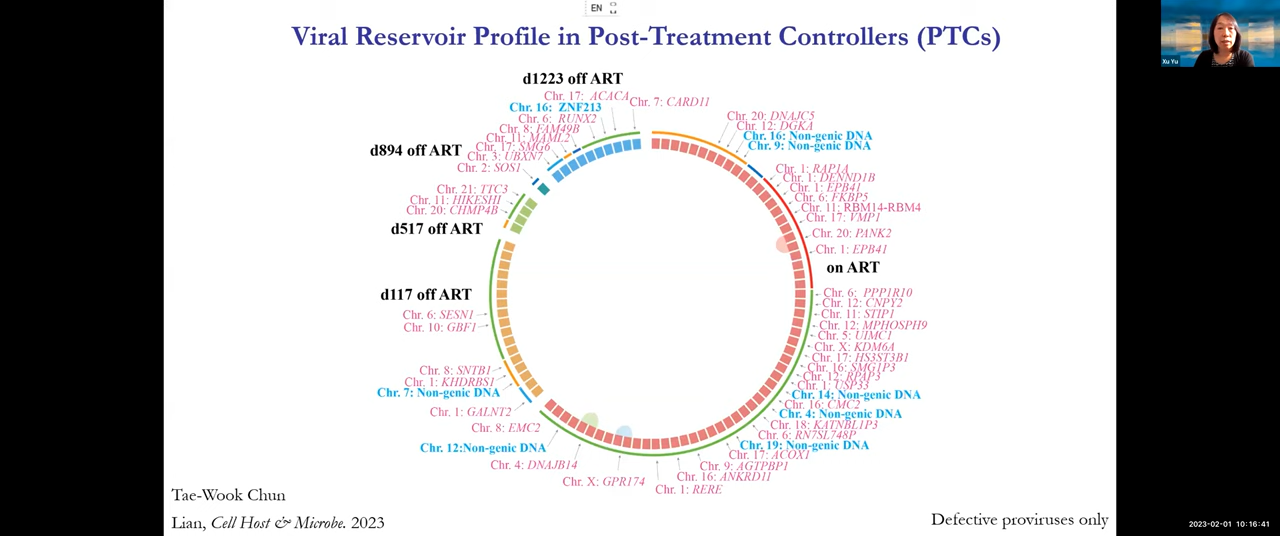 EN
Viral Reservoir Profile in Post-Treatment Controllers (PTCs)
Xu Yu
d1223 off ART
Chr. 17: ACACA
Chr. 16: ZNF213
Chr. 6: RUNX2
Chr. 8: FAM49B
Chr. 11: MAML2
Chr. 17: SMG6
Chr. 3: UBXN7
Chr. 2: SOS1
d894 off ART
Chr. 21: TTC3
Chr. 11: HIKESHI
Chr. 20: CHMP4B
d517 off ART
d117 off ART
Chr. 6: SESN1
Chr. 10: GBF1
Chr. 8: SNTB1
Chr. 1: KHDRBS1
Chr. 7: Non-genic DNA
Chr. 1: GALNT2
Chr. 8: EMC2
Chr. 12:Non-genic DNA
Chr. 4: DNAJB14
Chr. X: GPR174
Chr. 7: CARD11
Chr. 20: DNAJC5
Chr. 12: DGKA
Chr. 16: Non-genic DNA
Chr. 9: Non-genic DNA
Chr. 1: RAP1A
Chr. 1: DENND1B
Chr. 1: EPB41
Chr. 6: FKBP5
Chr. 11: RBM14-RBM4
Chr. 17: VMP1
Chr. 20: PANK2
Chr. 1: EPB41
on ART
Chr. 6: PPP1R10
Chr. 12: CNPY2
Chr. 11: STIP1
Chr. 12: MPHOSPH9
Chr. 5: UIMC1
Chr. X: KDM6A
Chr. 17: HS3ST3B1
Chr. 16: SMG1P3
Chr. 12: RPAP3
Chr. 1: USP33
Chr. 14: Non-genic DNA
Chr. 16: CMC2
Chr. 4: Non-genic DNA
Chr. 18: KATNBL1P3
Chr. 6: RN7SL748P
Chr. 19: Non-genic DNA
Chr. 17: ACOX1
Chr. 9: AGTPBP1
Chr. 16: ANKRD11
Chr. 1: RERE
Tae-Wook Chun
Lian, Cell Host & Microbe. 2023
Defective proviruses only
2023-02-01 10:16:41